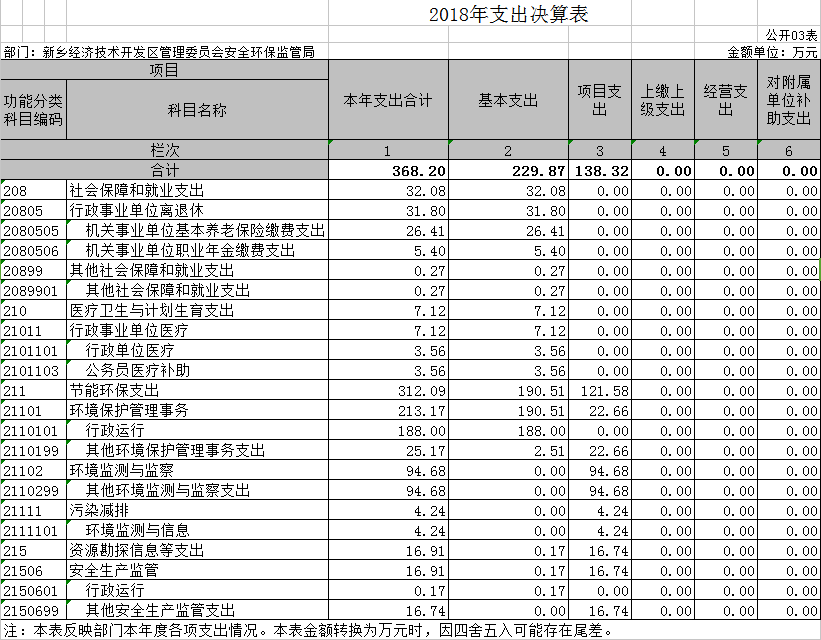 2018年支出决算表
公开03表
部门：新乡经济技术开发区管理委员会安全环保监管局 金额单位：万元
项目 本年支出合计 基本支出 项目支出 上缴上级支出 经营支出 对附属单位补助支出
功能分类科目编码 科目名称
栏次 1 2 3 4 5 6
合计 368.20 229.87 138.32 0.00 0.00 0.00
208 社会保障和就业支出 32.08 32.08 0.00 0.00 0.00 0.00
20805 行政事业单位离退休 31.80 31.80 0.00 0.00 0.00 0.00
2080505 机关事业单位基本养老保险缴费支出 26.41 26.41 0.00 0.00 0.00 0.00
2080506 机关事业单位职业年金缴费支出 5.40 5.40 0.00 0.00 0.00 0.00
20899 其他社会保障和就业支出 0.27 0.27 0.00 0.00 0.00 0.00
2089901 其他社会保障和就业支出 0.27 0.27 0.00 0.00 0.00 0.00
210 医疗卫生与计划生育支出 7.12 7.12 0.00 0.00 0.00 0.00
21011 行政事业单位医疗 7.12 7.12 0.00 0.00 0.00 0.00
2101101 行政单位医疗 3.56 3.56 0.00 0.00 0.00 0.00
2101103 公务员医疗补助 3.56 3.56 0.00 0.00 0.00 0.00
211 节能环保支出 312.09 190.51 121.58 0.00 0.00 0.00
21101 环境保护管理事务 213.17 190.51 22.66 0.00 0.00 0.00
2110101 行政运行 188.00 188.00 0.00 0.00 0.00 0.00
2110199 其他环境保护管理事务支出 25.17 2.51 22.66 0.00 0.00 0.00
21102 环境监测与监察 94.68 0.00 94.68 0.00 0.00 0.00
2110299 其他环境监测与监察支出 94.68 0.00 94.68 0.00 0.00 0.00
21111 污染减排 4.24 0.00 4.24 0.00 0.00 0.00
2111101 环境监测与信息 4.24 0.00 4.24 0.00 0.00 0.00
215 资源勘探信息等支出 16.91 0.17 16.74 0.00 0.00 0.00
21506 安全生产监管 16.91 0.17 16.74 0.00 0.00 0.00
2150601 行政运行 0.17 0.17 0.00 0.00 0.00 0.00
2150699 其他安全生产监管支出 16.74 0.00 16.74 0.00 0.00 0.00
注：本表反映部门本年度各项支出情况。本表金额转换为万元时，因四舍五入可能存在尾差。